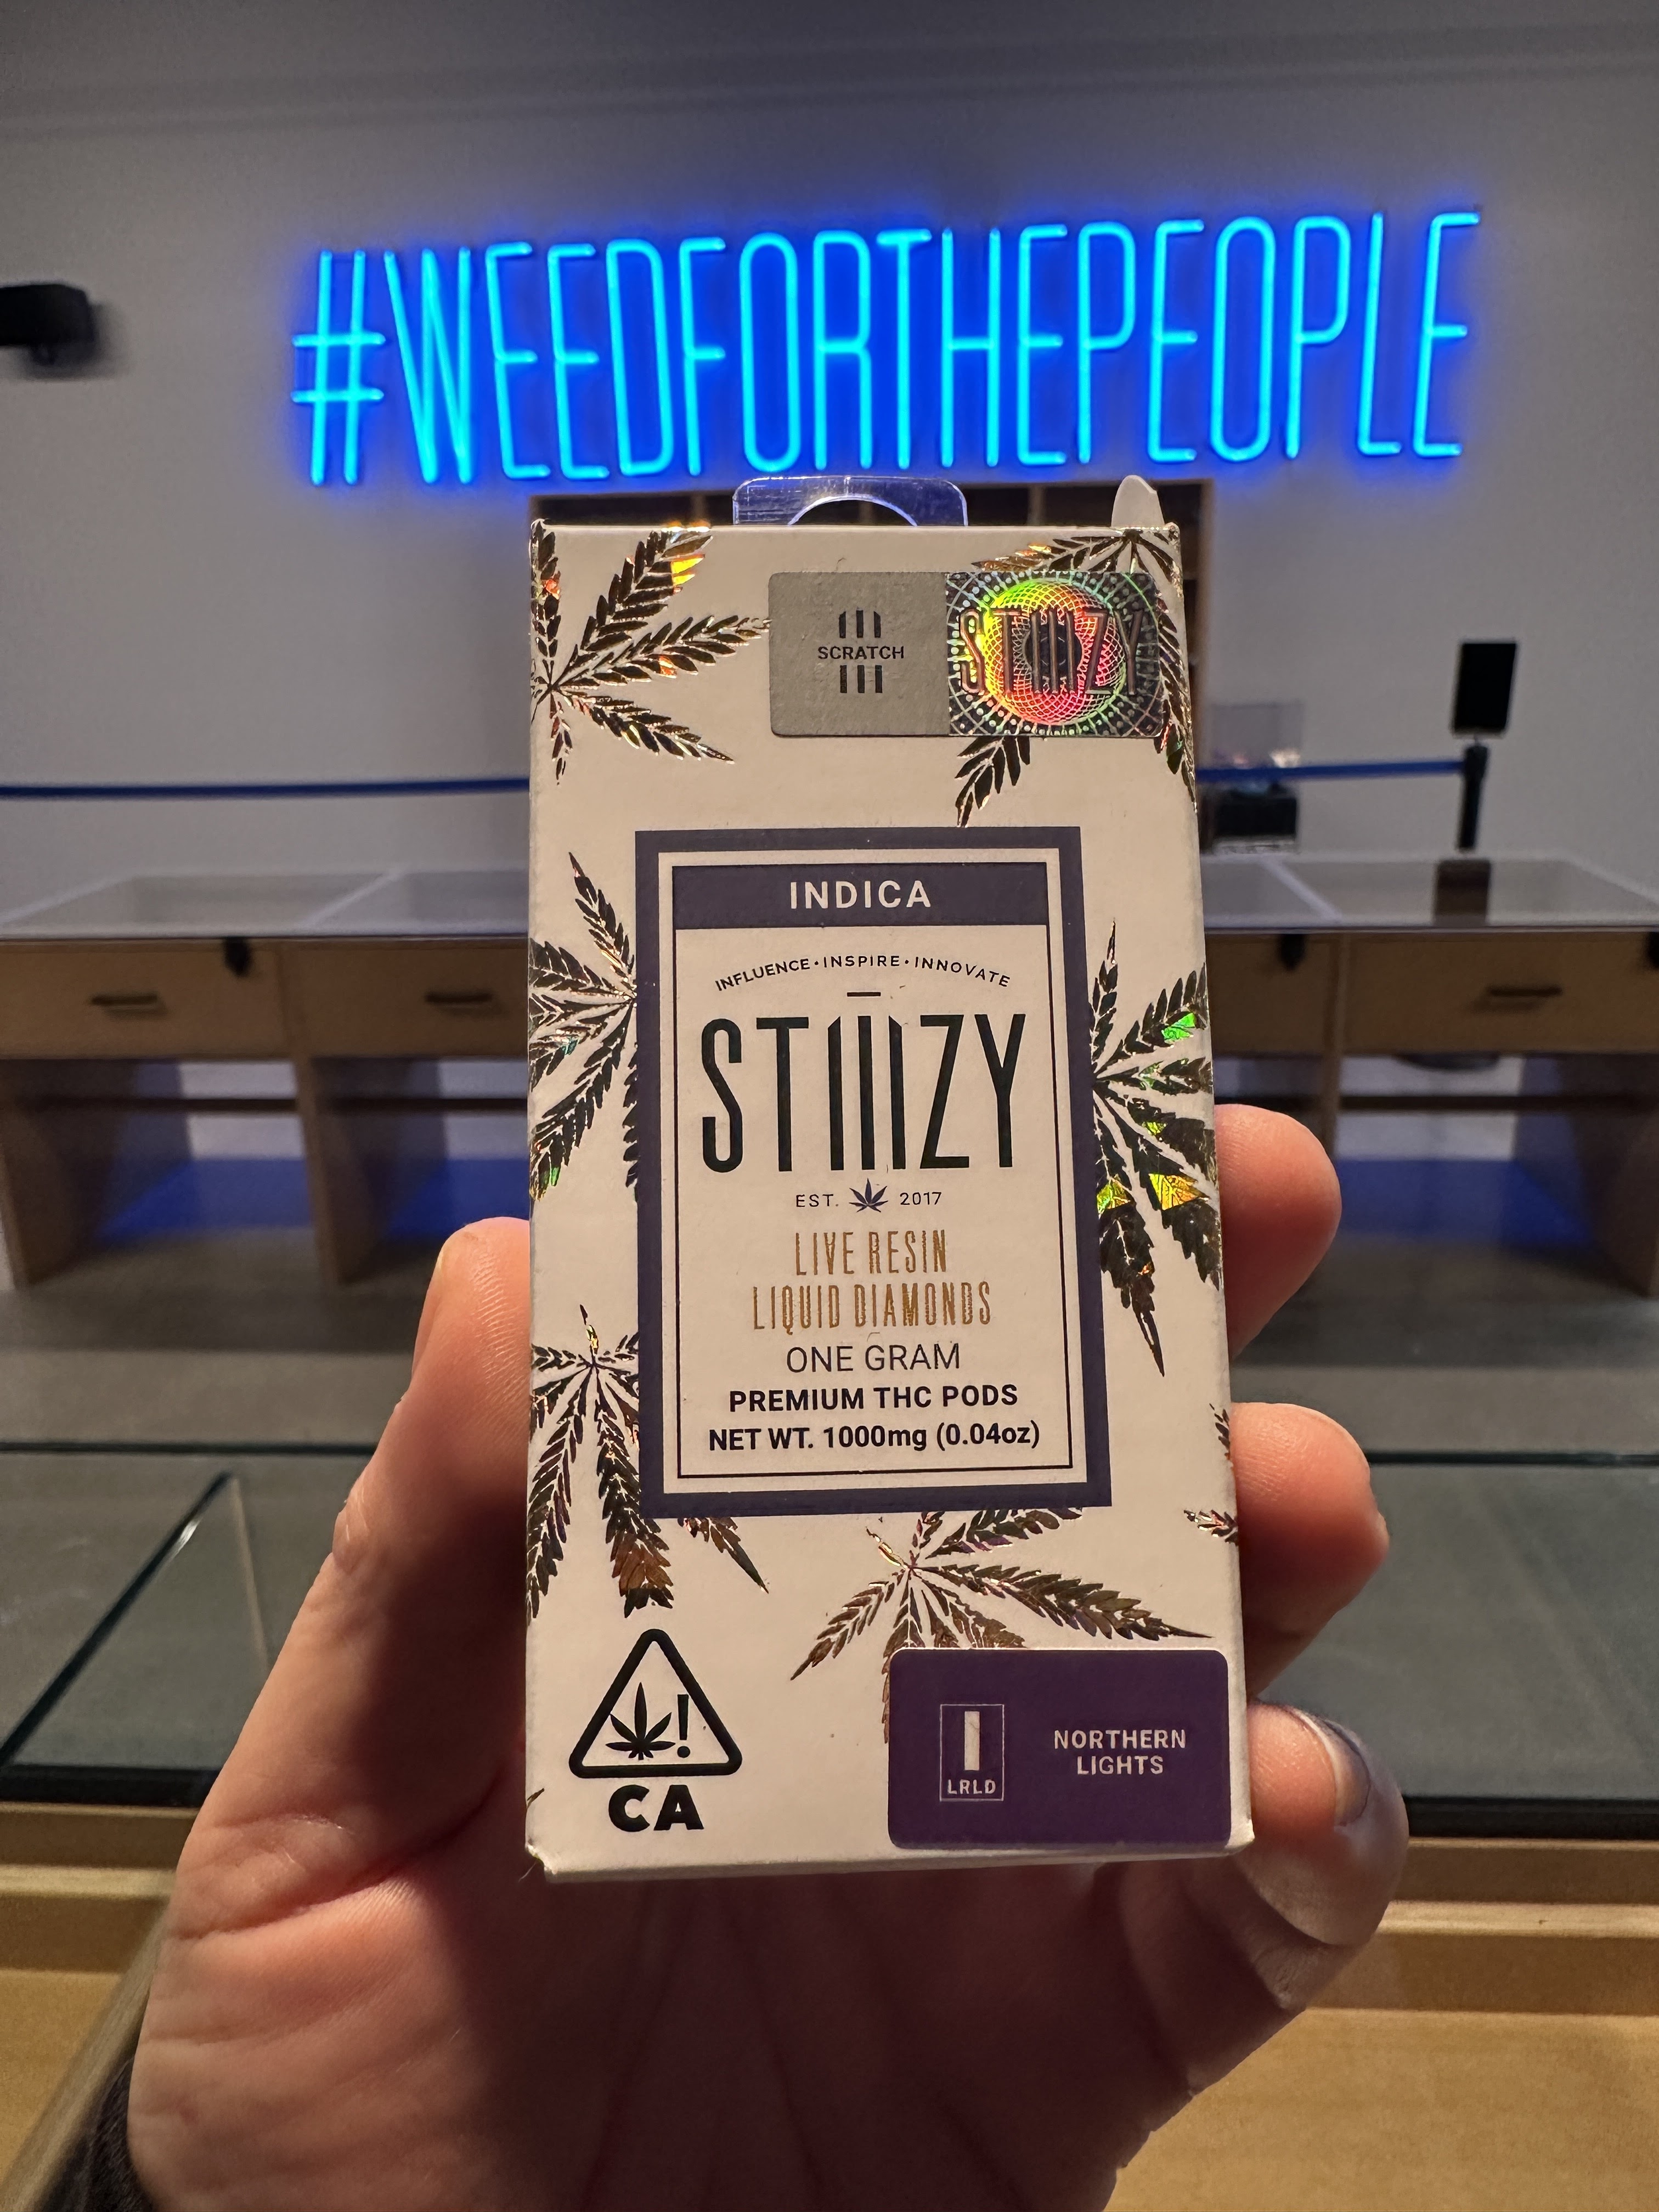 #WEEDFORTHEPEOPLE
SCRATCH
STIIIZY
INDICA
INFLUENCE • INSPIRE • INNOVATE
STIIIZY
EST. 2017
LIVE RESIN
LIQUID DIAMONDS
ONE GRAM
PREMIUM THC PODS
NET WT. 1000mg (0.04oz)
!
CA
I
LRLD
NORTHERN
LIGHTS